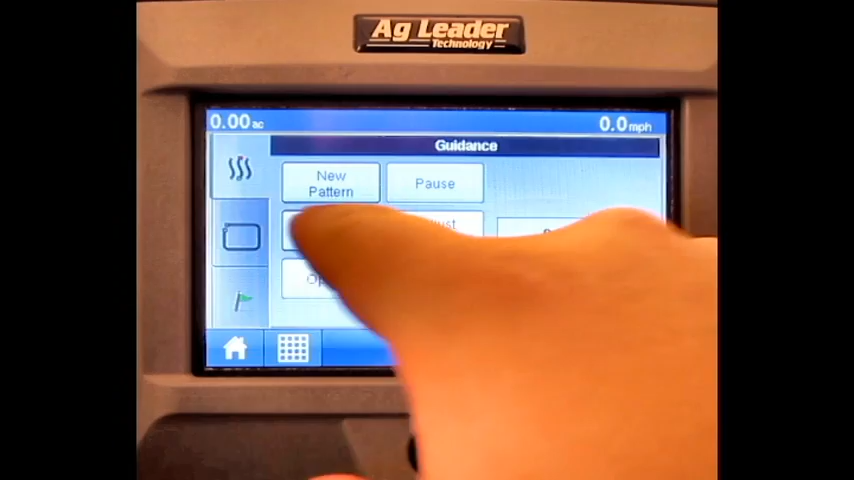 Ag Leader
Technology
0.00 ac
0.0 mph
Guidance
New
Pattern
Pause